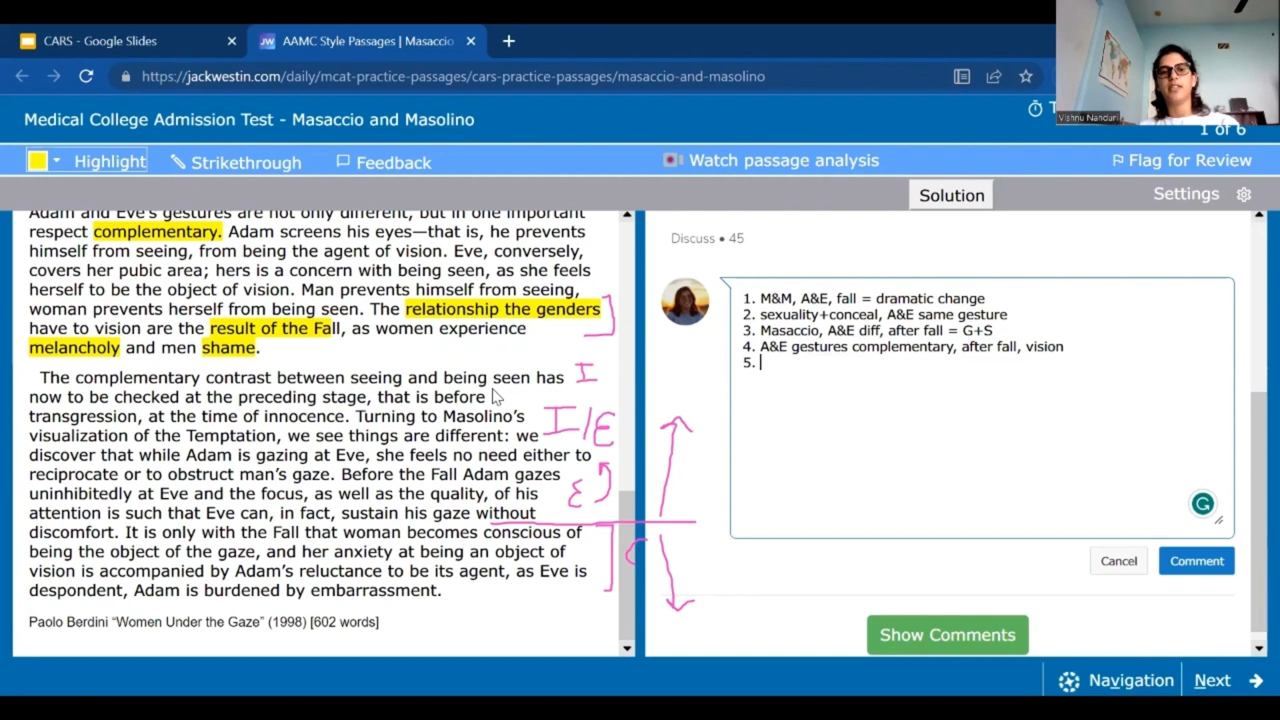 CARS - Google Slides
AAMC Style Passages | Masaccio
https://jackwestin.com/daily/mcat-practice-passages/cars-practice-passages/masaccio-and-masolino
Vishnu Nanduri
Medical College Admission Test - Masaccio and Masolino
1 of 6
Highlight
Strikethrough
Feedback
Watch passage analysis
Flag for Review
Solution
Settings
Adam and Eve's gestures are not only different, but in one important
respect complementary. Adam screens his eyes—that is, he prevents
himself from seeing, from being the agent of vision. Eve, conversely,
covers her pubic area; hers is a concern with being seen, as she feels
herself to be the object of vision. Man prevents himself from seeing,
woman prevents herself from being seen. The relationship the genders
have to vision are the result of the Fall, as women experience
melancholy and men shame.
The complementary contrast between seeing and being seen has
now to be checked at the preceding stage, that is before
transgression, at the time of innocence. Turning to Masolino's
visualization of the Temptation, we see things are different: we
discover that while Adam is gazing at Eve, she feels no need either to
reciprocate or to obstruct man's gaze. Before the Fall Adam gazes
uninhibitedly at Eve and the focus, as well as the quality, of his
attention is such that Eve can, in fact, sustain his gaze without
discomfort. It is only with the Fall that woman becomes conscious of
being the object of the gaze, and her anxiety at being an object of
vision is accompanied by Adam's reluctance to be its agent, as Eve is
despondent, Adam is burdened by embarrassment.
Paolo Berdini "Women Under the Gaze" (1998) [602 words]
I
I/E
E
C
Discuss • 45
1. M&M, A&E, fall = dramatic change
2. sexuality+conceal, A&E same gesture
3. Masaccio, A&E diff, after fall = G+S
4. A&E gestures complementary, after fall, vision
5.
Cancel
Comment
Show Comments
Navigation
Next